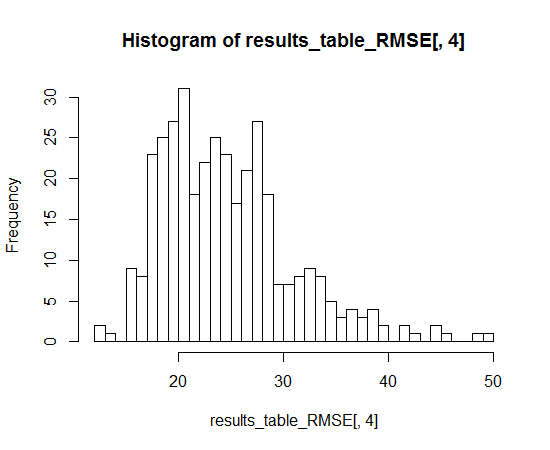 Histogram of results_table_RMSE[, 4]
Frequency
30
25
20
15
10
5
0
20 30 40 50
results_table_RMSE[, 4]